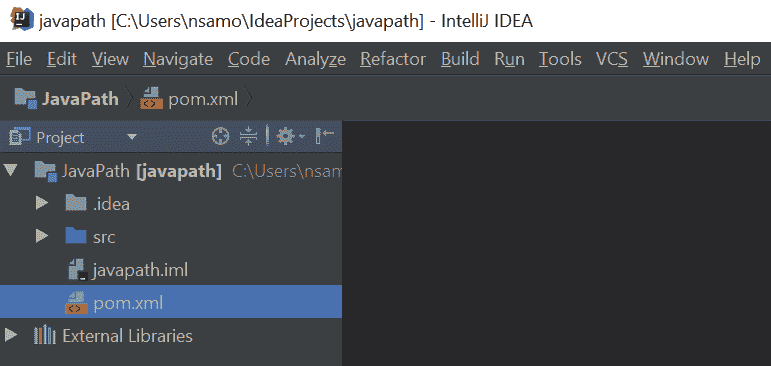 javapath [C:\Users\nsamo\IdeaProjects\javapath] - IntelliJ IDEA
File Edit View Navigate Code Analyze Refactor Build Run Tools VCS Window Help
JavaPath pom.xml
Project
JavaPath [javapath] C:\Users\nsam
.idea
src
javapath.iml
pom.xml
External Libraries